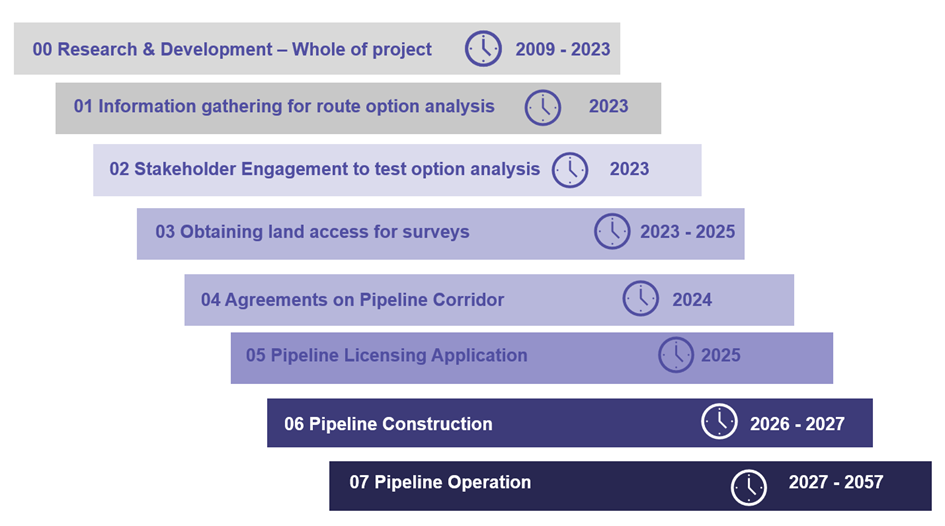 00 Research & Development – Whole of project 2009 - 2023
01 Information gathering for route option analysis 2023
02 Stakeholder Engagement to test option analysis 2023
03 Obtaining land access for surveys 2023 - 2025
04 Agreements on Pipeline Corridor 2024
05 Pipeline Licensing Application 2025
06 Pipeline Construction 2026 - 2027
07 Pipeline Operation 2027 - 2057